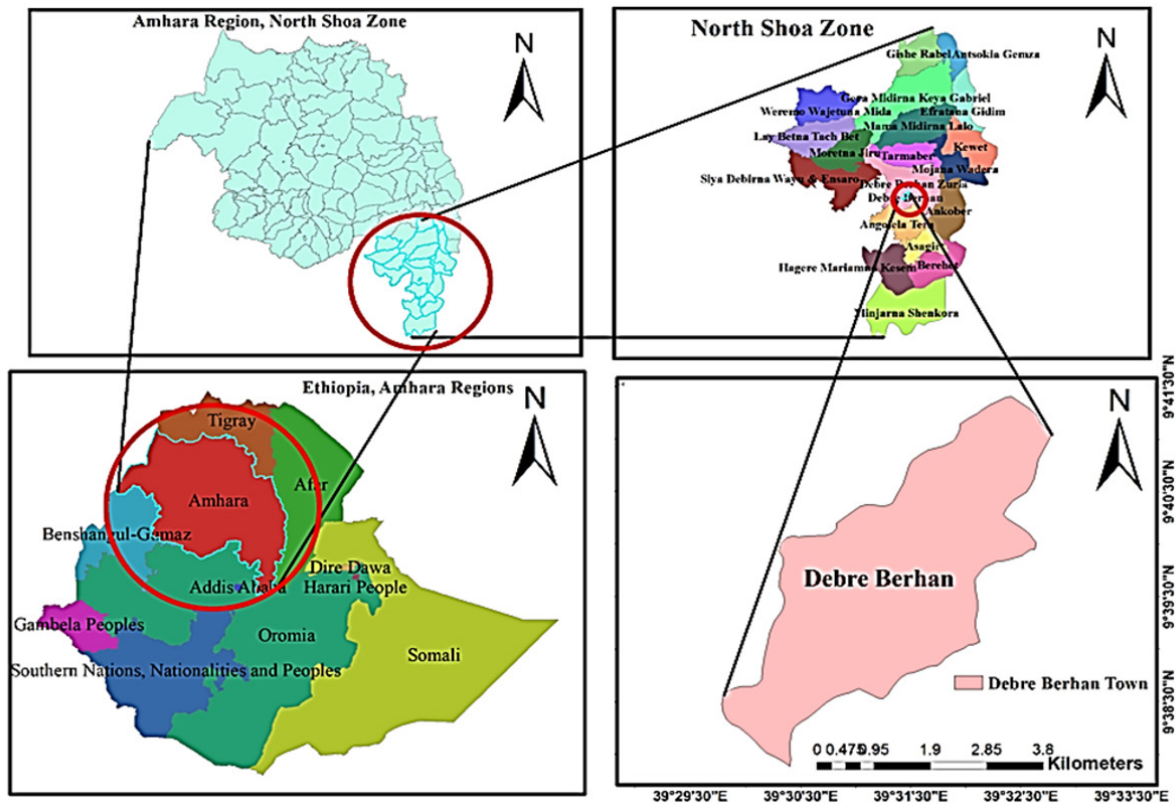 Amhara Region, North Shoa Zone
N
North Shoa Zone
N
Gishe Rabel
Antsokia Gemza
Gera Midirna Keya Gabriel
Weremo Wajetuna Mida
Efratana Gidim
Mama Midirna Lalo
Lay Betna Tach Bet
Kewet
Moretna Jiru
Tarmaber
Mojana Wadera
Siya Debirna Wayu & Ensaro
Debre Berhan Zuria
Debre Berhan
Ankober
Angolela Tera
Asagirt
Hagere Mariamna Kesem
Berehet
Minjarna Shenkora
Ethiopia, Amhara Regions
N
Tigray
Afar
Amhara
Benshangul-Gumaz
Dire Dawa
Addis Ababa
Harari People
Gambela Peoples
Oromia
Somali
Southern Nations, Nationalities and Peoples
N
Debre Berhan
Debre Berhan Town
0 0.475 0.95 1.9 2.85 3.8
Kilometers
9°41'30"N
9°40'30"N
9°39'30"N
9°38'30"N
39°29'30"E 39°30'30"E 39°31'30"E 39°32'30"E 39°33'30"E